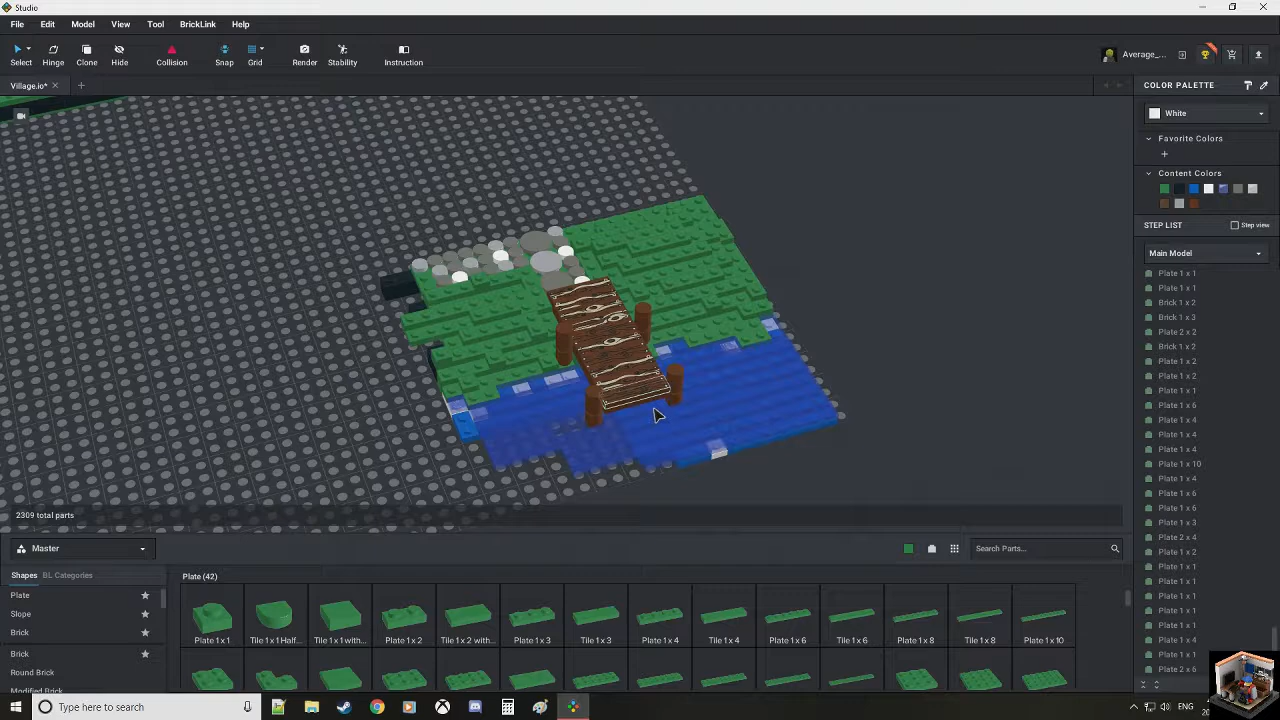 Studio
File Edit Model View Tool BrickLink Help
Select Hinge Clone Hide Collision Snap Grid Render Stability Instruction
Average_...
Village.io*
COLOR PALETTE
White
Favorite Colors
Content Colors
STEP LIST
Step view
Main Model
Plate 1 x 1
Plate 1 x 1
Brick 1 x 2
Brick 1 x 3
Plate 2 x 2
Brick 1 x 2
Plate 1 x 2
Plate 1 x 2
Plate 1 x 1
Plate 1 x 6
Plate 1 x 4
Plate 1 x 4
Plate 1 x 4
Plate 1 x 10
Plate 1 x 4
Plate 1 x 6
Plate 1 x 6
Plate 1 x 3
Plate 2 x 4
Plate 1 x 2
Plate 1 x 1
Plate 1 x 1
Plate 1 x 1
Plate 1 x 1
Plate 1 x 1
Plate 1 x 4
Plate 1 x 1
Plate 2 x 6
2309 total parts
Master
Search Parts...
Shapes BL Categories
Plate (42)
Plate
Slope
Brick
Brick
Round Brick
Modified Brick
Plate 1 x 1 Tile 1 x 1 Half... Tile 1 x 1 with... Plate 1 x 2 Tile 1 x 2 with... Plate 1 x 3 Tile 1 x 3 Plate 1 x 4 Tile 1 x 4 Plate 1 x 6 Tile 1 x 6 Plate 1 x 8 Tile 1 x 8 Plate 1 x 10
Type here to search
ENG